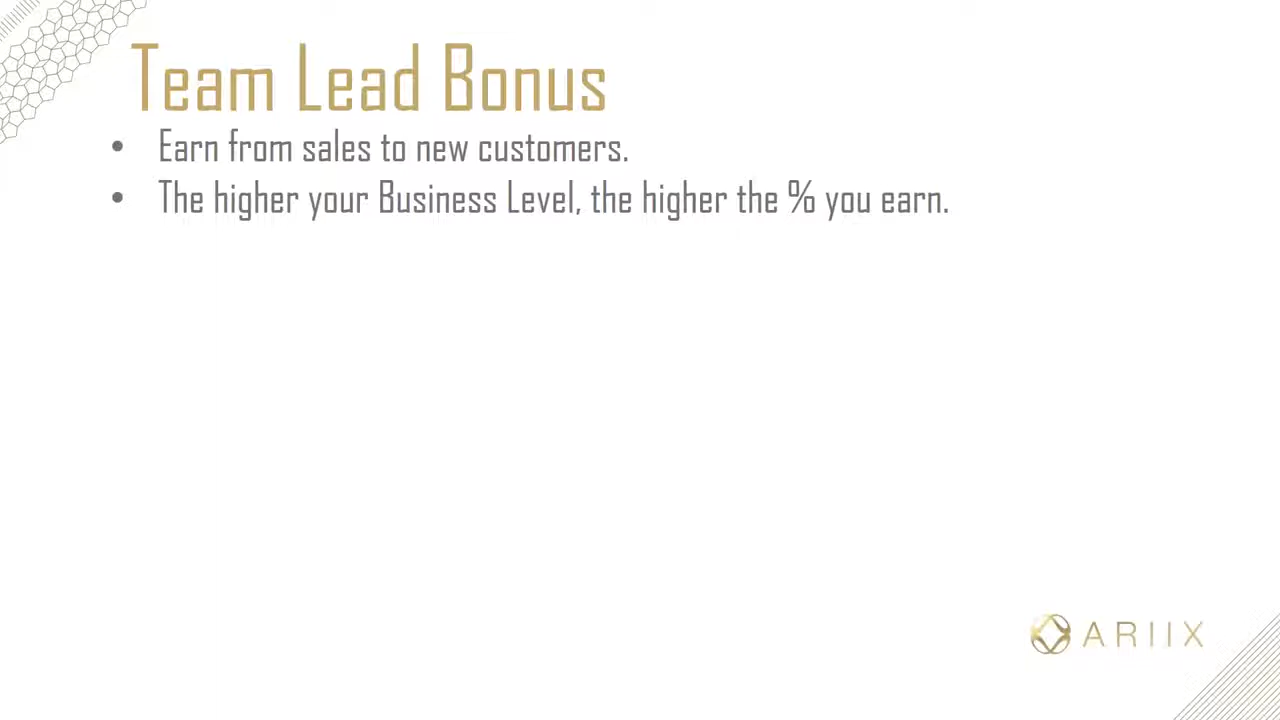 Team Lead Bonus
• Earn from sales to new customers.
• The higher your Business Level, the higher the % you earn.
ARIIX